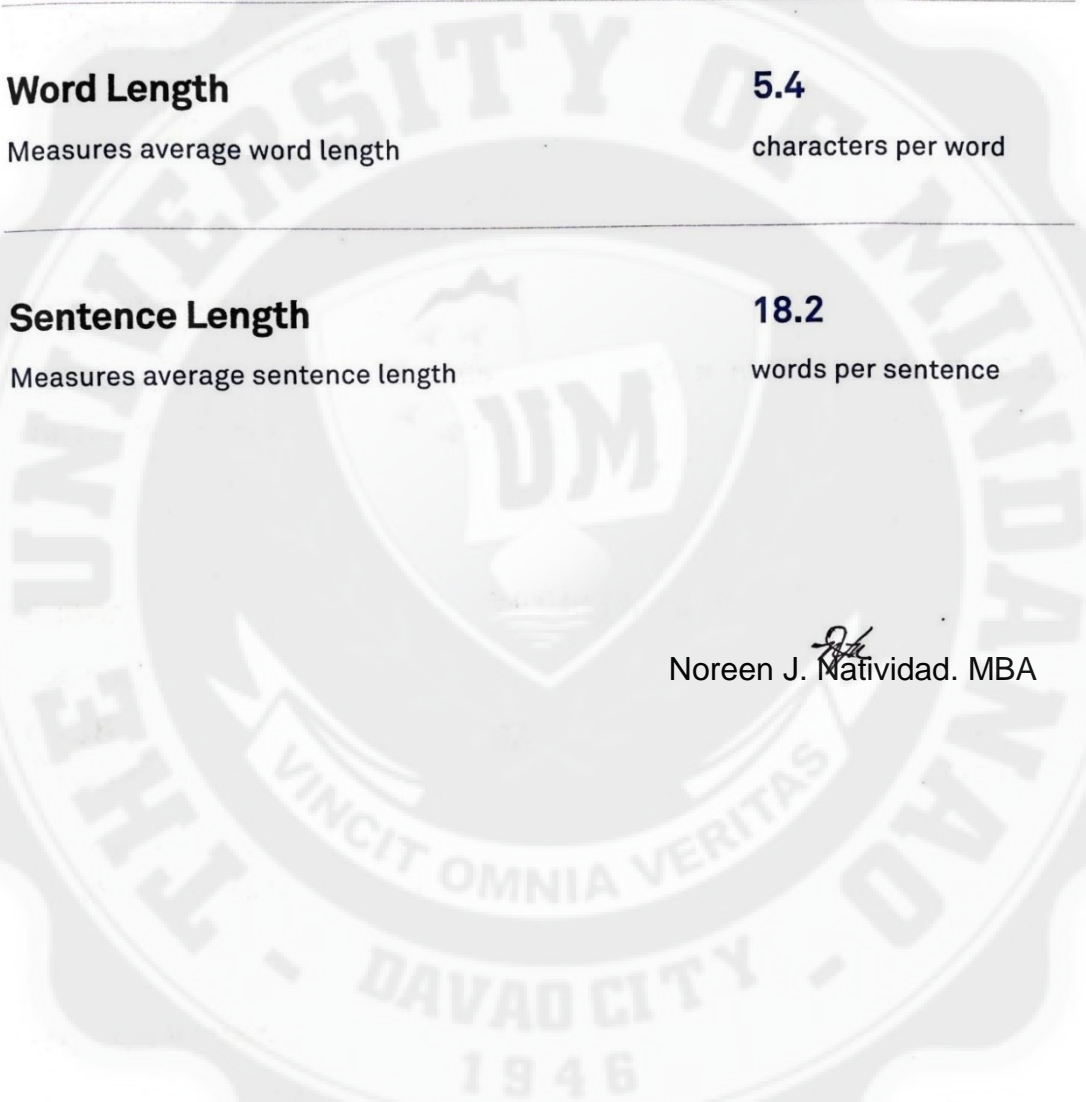 Word Length
5.4
Measures average word length
characters per word
Sentence Length
18.2
Measures average sentence length
words per sentence
Noreen J. Natividad. MBA
THE UNIVERSITY OF MINDANAO
UM
VINCIT OMNIA VERITAS
- DAVAO CITY -
1946